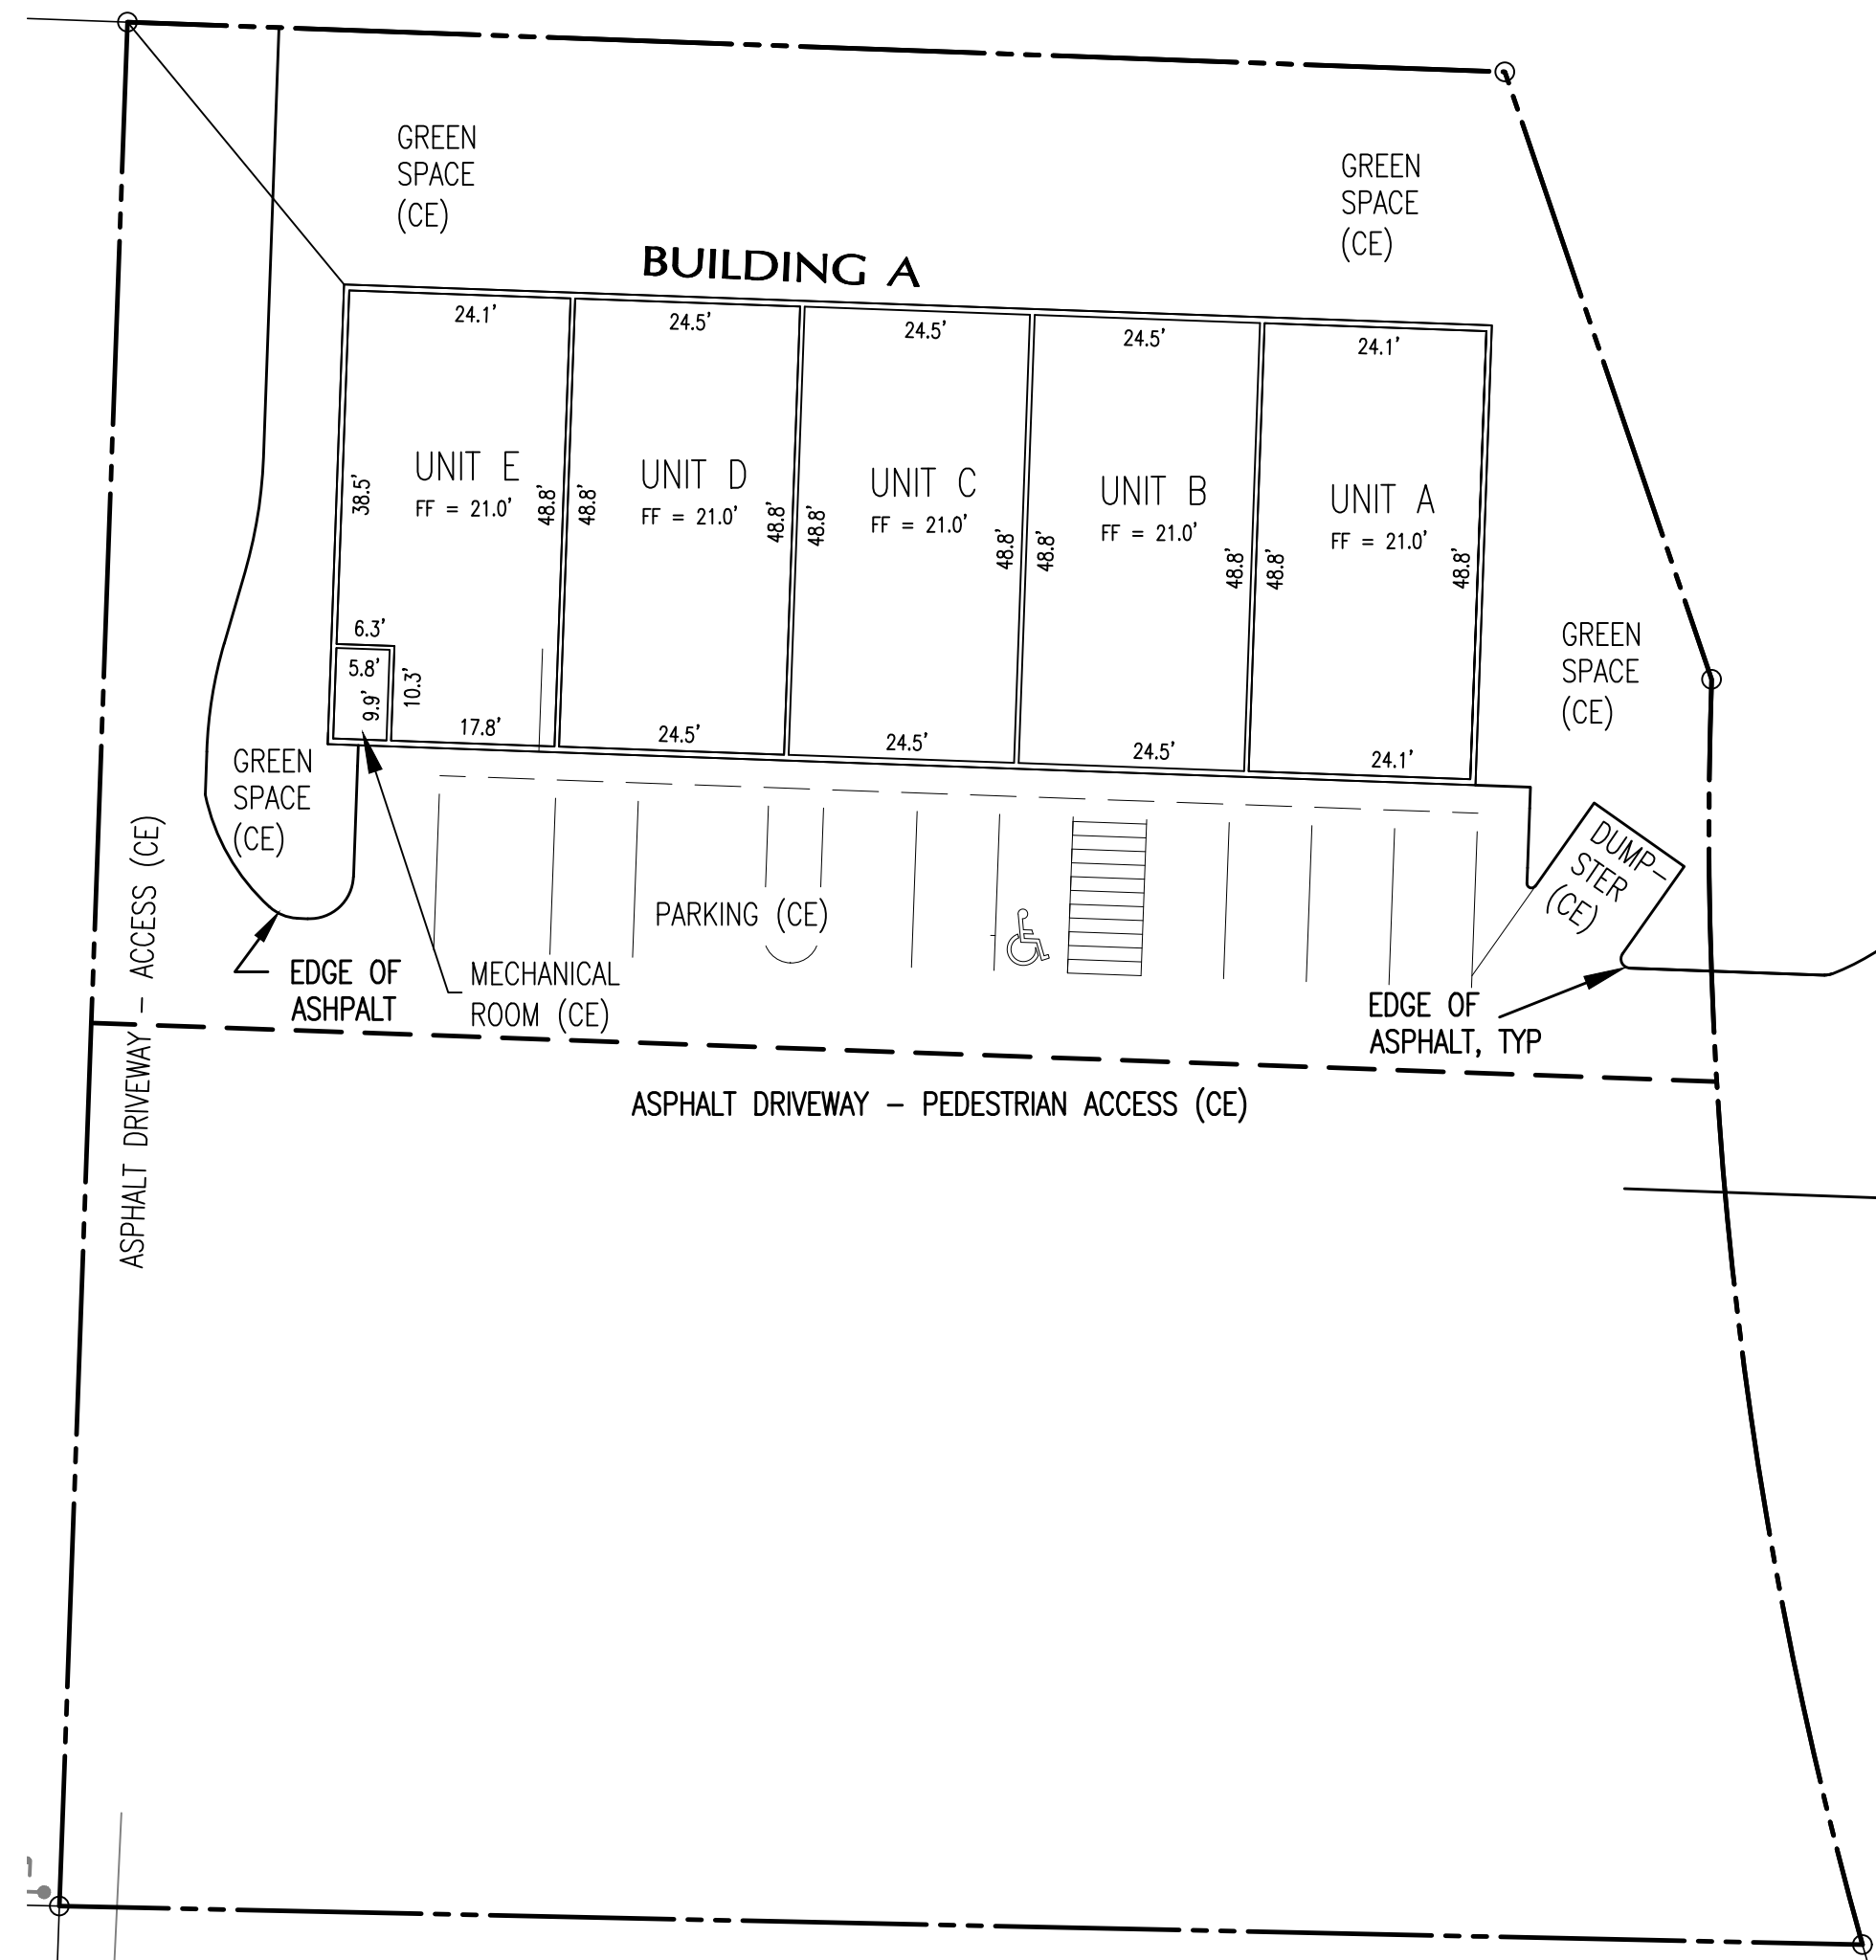 GREEN
SPACE
(CE)
GREEN
SPACE
(CE)
BUILDING A
24.1'
24.5'
24.5'
24.5'
24.1'
UNIT E
FF = 21.0'
UNIT D
FF = 21.0'
UNIT C
FF = 21.0'
UNIT B
FF = 21.0'
UNIT A
FF = 21.0'
38.5'
48.8'
48.8'
48.8'
48.8'
48.8'
48.8'
48.8'
48.8'
48.8'
6.3'
5.8'
9.9'
10.3'
17.8'
24.5'
24.5'
24.5'
24.1'
GREEN
SPACE
(CE)
GREEN
SPACE
(CE)
DUMP-
STER
(CE)
PARKING (CE)
EDGE OF
ASHPALT
MECHANICAL
ROOM (CE)
EDGE OF
ASPHALT, TYP
ASPHALT DRIVEWAY - ACCESS (CE)
ASPHALT DRIVEWAY - PEDESTRIAN ACCESS (CE)